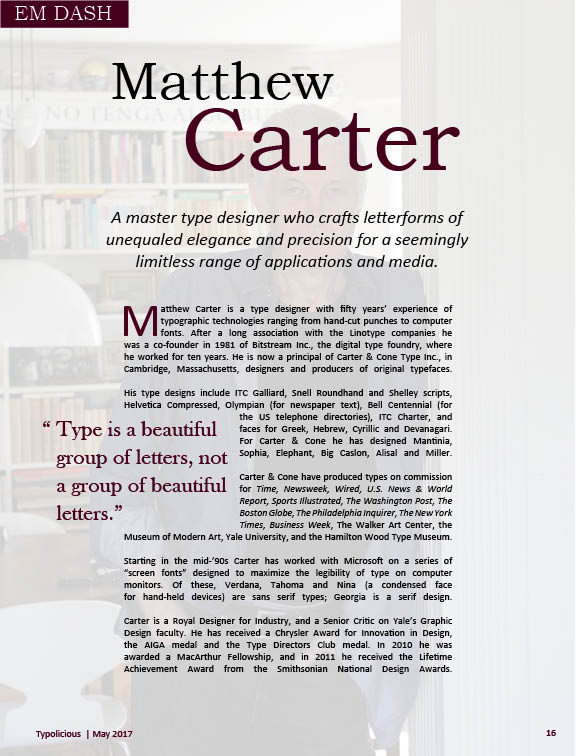 EM DASH
Matthew
Carter
A master type designer who crafts letterforms of
unequaled elegance and precision for a seemingly
limitless range of applications and media.
Matthew Carter is a type designer with fifty years’ experience of
typographic technologies ranging from hand-cut punches to computer
fonts. After a long association with the Linotype companies he
was a co-founder in 1981 of Bitstream Inc., the digital type foundry, where
he worked for ten years. He is now a principal of Carter & Cone Type Inc., in
Cambridge, Massachusetts, designers and producers of original typefaces.
His type designs include ITC Galliard, Snell Roundhand and Shelley scripts,
Helvetica Compressed, Olympian (for newspaper text), Bell Centennial (for
the US telephone directories), ITC Charter, and
faces for Greek, Hebrew, Cyrillic and Devanagari.
For Carter & Cone he has designed Mantinia,
Sophia, Elephant, Big Caslon, Alisal and Miller.
“ Type is a beautiful
group of letters, not
a group of beautiful
letters.”
Carter & Cone have produced types on commission
for Time, Newsweek, Wired, U.S. News & World
Report, Sports Illustrated, The Washington Post, The
Boston Globe, The Philadelphia Inquirer, The New York
Times, Business Week, The Walker Art Center, the
Museum of Modern Art, Yale University, and the Hamilton Wood Type Museum.
Starting in the mid-’90s Carter has worked with Microsoft on a series of
“screen fonts” designed to maximize the legibility of type on computer
monitors. Of these, Verdana, Tahoma and Nina (a condensed face
for hand-held devices) are sans serif types; Georgia is a serif design.
Carter is a Royal Designer for Industry, and a Senior Critic on Yale’s Graphic
Design faculty. He has received a Chrysler Award for Innovation in Design,
the AIGA medal and the Type Directors Club medal. In 2010 he was
awarded a MacArthur Fellowship, and in 2011 he received the Lifetime
Achievement Award from the Smithsonian National Design Awards.
Typolicious | May 2017
16